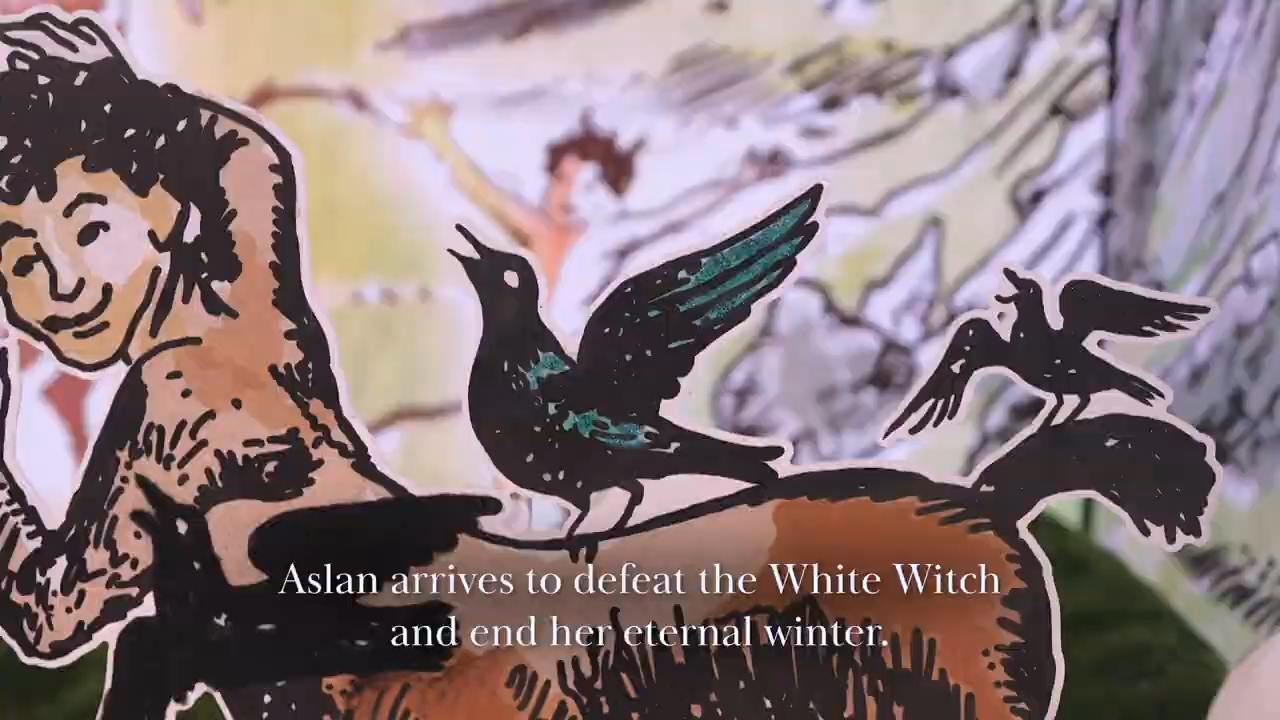 Aslan arrives to defeat the White Witch
and end her eternal winter.